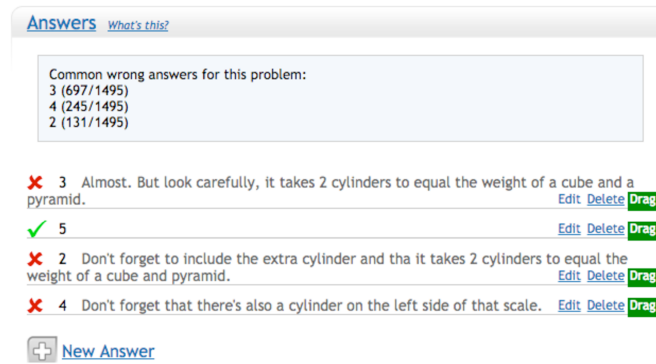 Answers What's this?
Common wrong answers for this problem:
3 (697/1495)
4 (245/1495)
2 (131/1495)
3 Almost. But look carefully, it takes 2 cylinders to equal the weight of a cube and a
pyramid. Edit Delete Drag
5 Edit Delete Drag
2 Don't forget to include the extra cylinder and tha it takes 2 cylinders to equal the
weight of a cube and pyramid. Edit Delete Drag
4 Don't forget that there's also a cylinder on the left side of that scale. Edit Delete Drag
New Answer